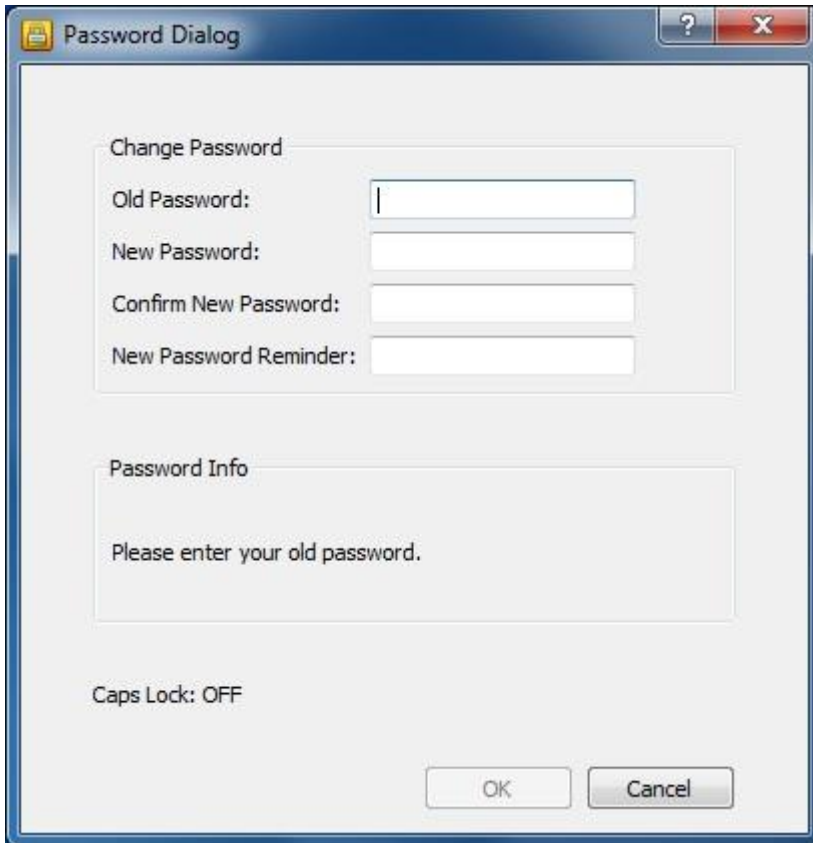 Password Dialog
?
Change Password
Old Password:
New Password:
Confirm New Password:
New Password Reminder:
Password Info
Please enter your old password.
Caps Lock: OFF
OK Cancel